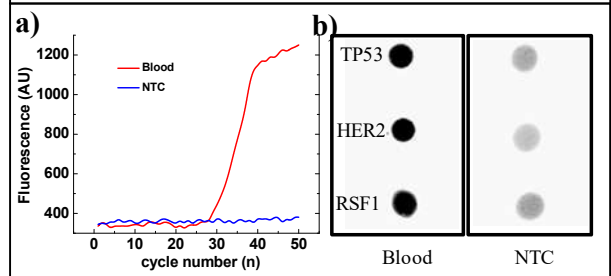 a)
Fluorescence (AU)
1200
1000
800
600
400
Blood
NTC
0
10
20
30
40
50
cycle number (n)
b)
TP53
HER2
RSF1
Blood
NTC